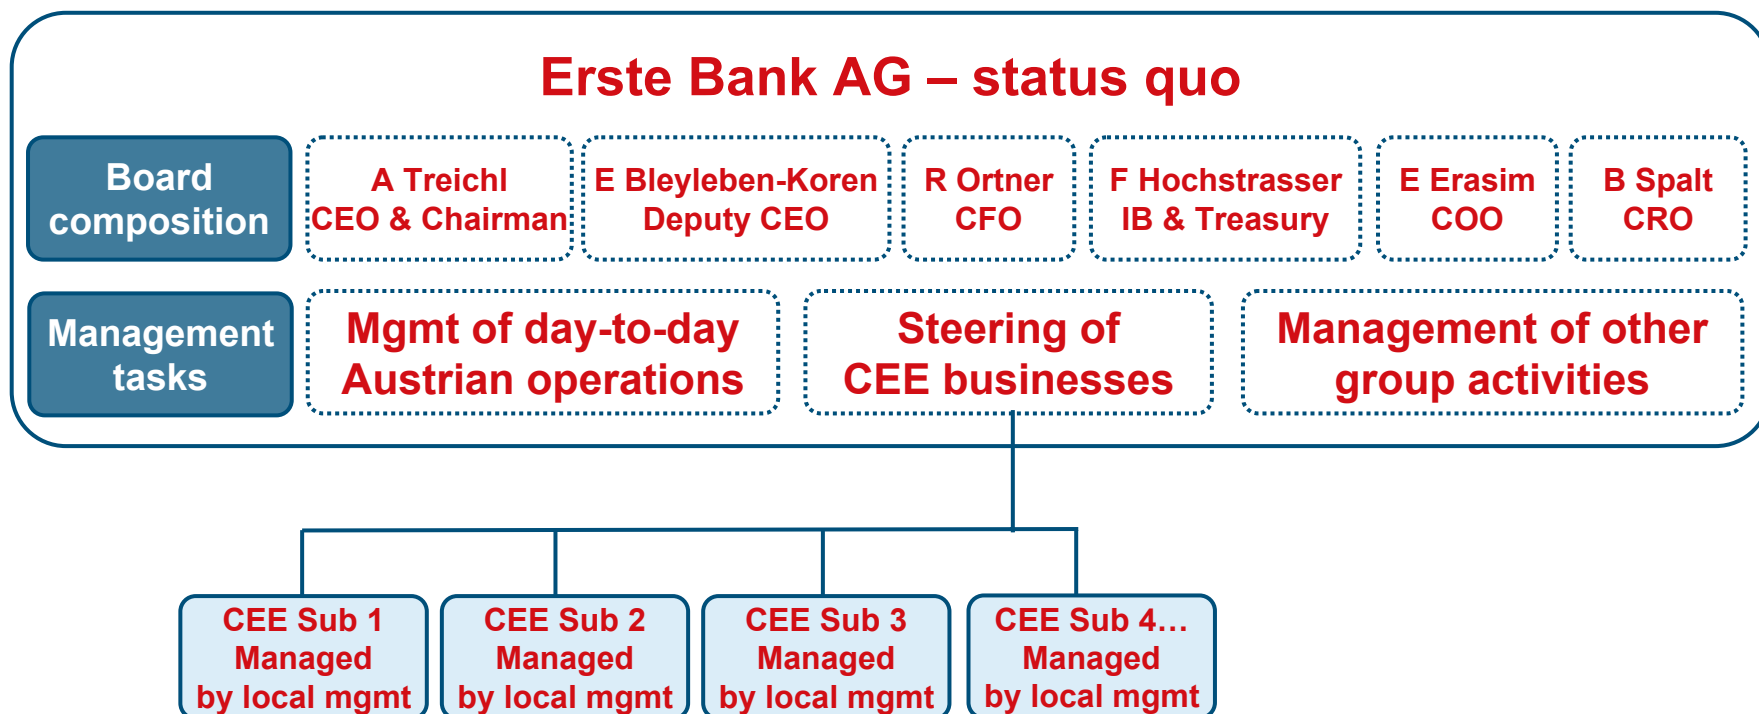 Erste Bank AG – status quo
Board
composition
A Treichl
CEO & Chairman
E Bleyleben-Koren
Deputy CEO
R Ortner
CFO
F Hochstrasser
IB & Treasury
E Erasim
COO
B Spalt
CRO
Management
tasks
Mgmt of day-to-day
Austrian operations
Steering of
CEE businesses
Management of other
group activities
CEE Sub 1
Managed
by local mgmt
CEE Sub 2
Managed
by local mgmt
CEE Sub 3
Managed
by local mgmt
CEE Sub 4…
Managed
by local mgmt